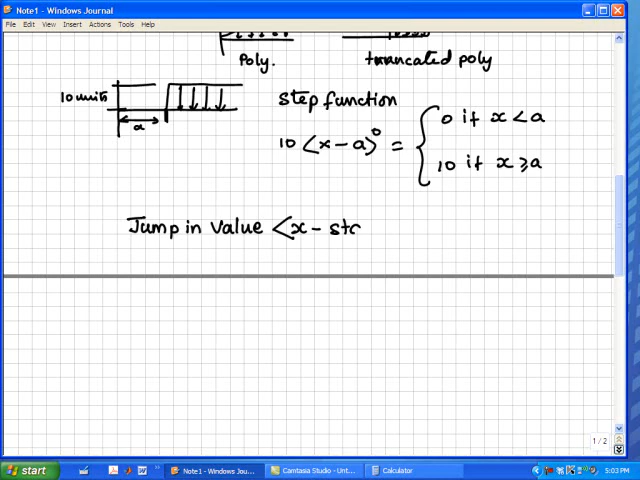 Note1 - Windows Journal
File Edit View Insert Actions Tools Help
Poly.
truncated poly
10 units
a
Step function
10 <x - a>⁰ = { 0 if x < a
10 if x ≥ a
Jump in value <x - sta
1 / 2
start
Note1 - Windows Jou...
Camtasia Studio - Unt...
Calculator
5:03 PM